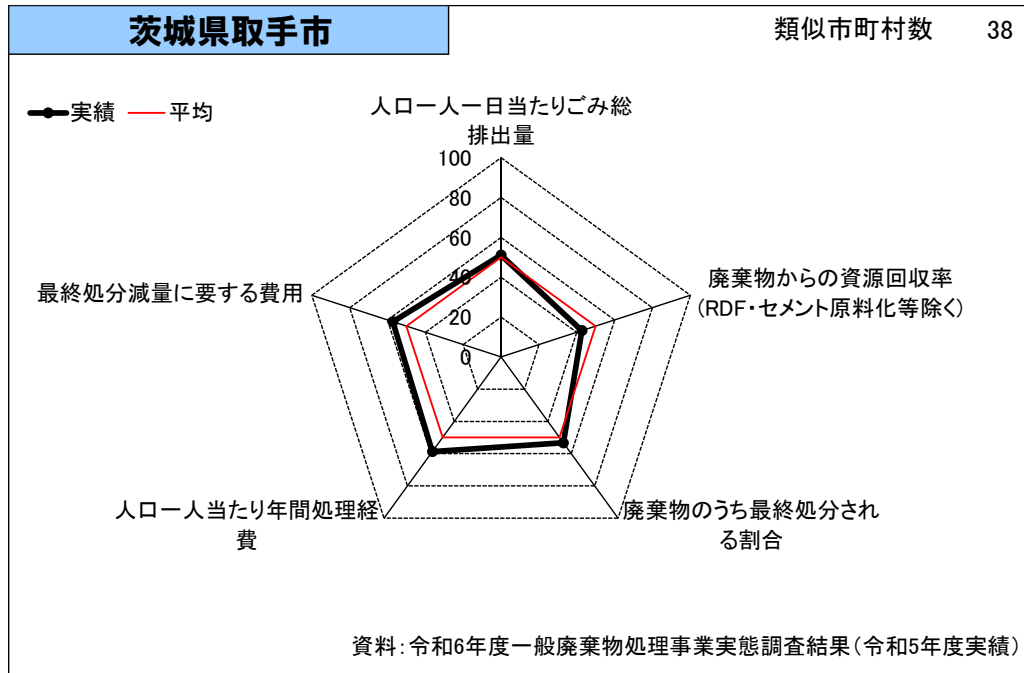 茨城県取手市
類似市町村数 38
実績
平均
人口一人一日当たりごみ総
排出量
100
80
60
40
20
0
廃棄物からの資源回収率
(RDF・セメント原料化等除く)
最終処分減量に要する費用
人口一人当たり年間処理経
費
廃棄物のうち最終処分され
る割合
資料:令和6年度一般廃棄物処理事業実態調査結果(令和5年度実績)